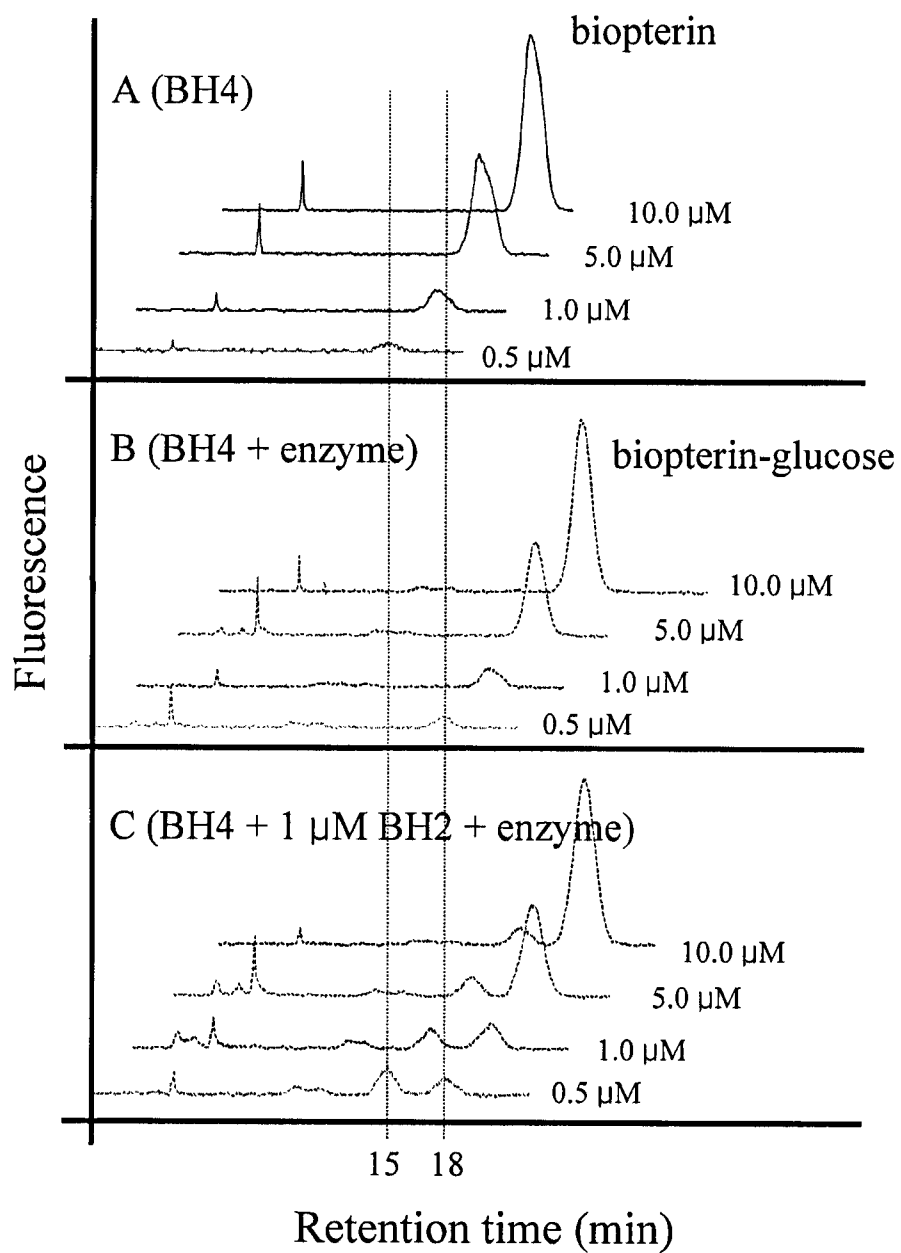 biopterin
A (BH4)
10.0 µM
5.0 µM
1.0 µM
0.5 µM
B (BH4 + enzyme)
biopterin-glucose
10.0 µM
5.0 µM
1.0 µM
0.5 µM
Fluorescence
C (BH4 + 1 µM BH2 + enzyme)
10.0 µM
5.0 µM
1.0 µM
0.5 µM
15 18
Retention time (min)